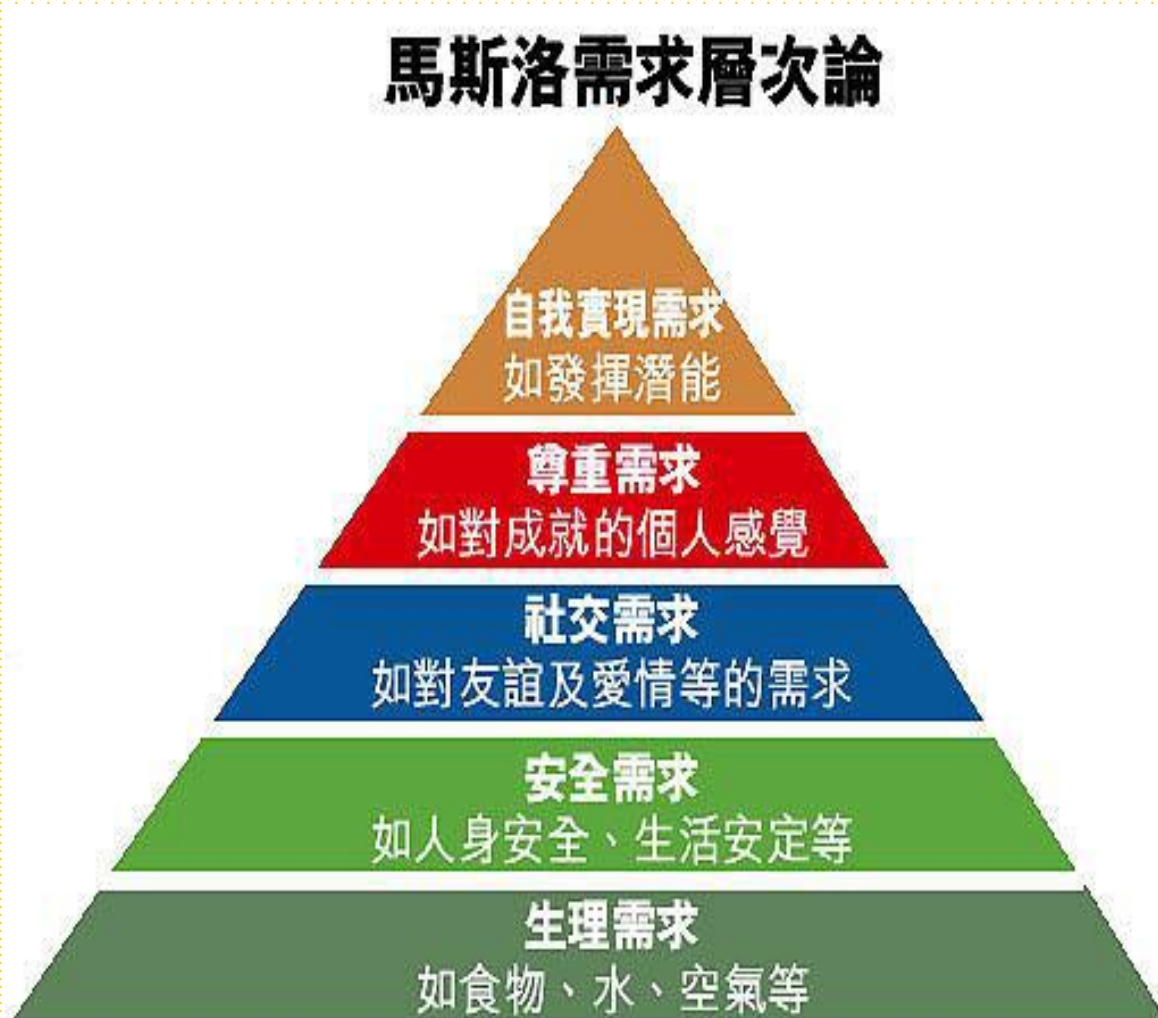 馬斯洛需求層次論
自我實現需求
如發揮潛能
尊重需求
如對成就的個人感覺
社交需求
如對友誼及愛情等的需求
安全需求
如人身安全、生活安定等
生理需求
如食物、水、空氣等